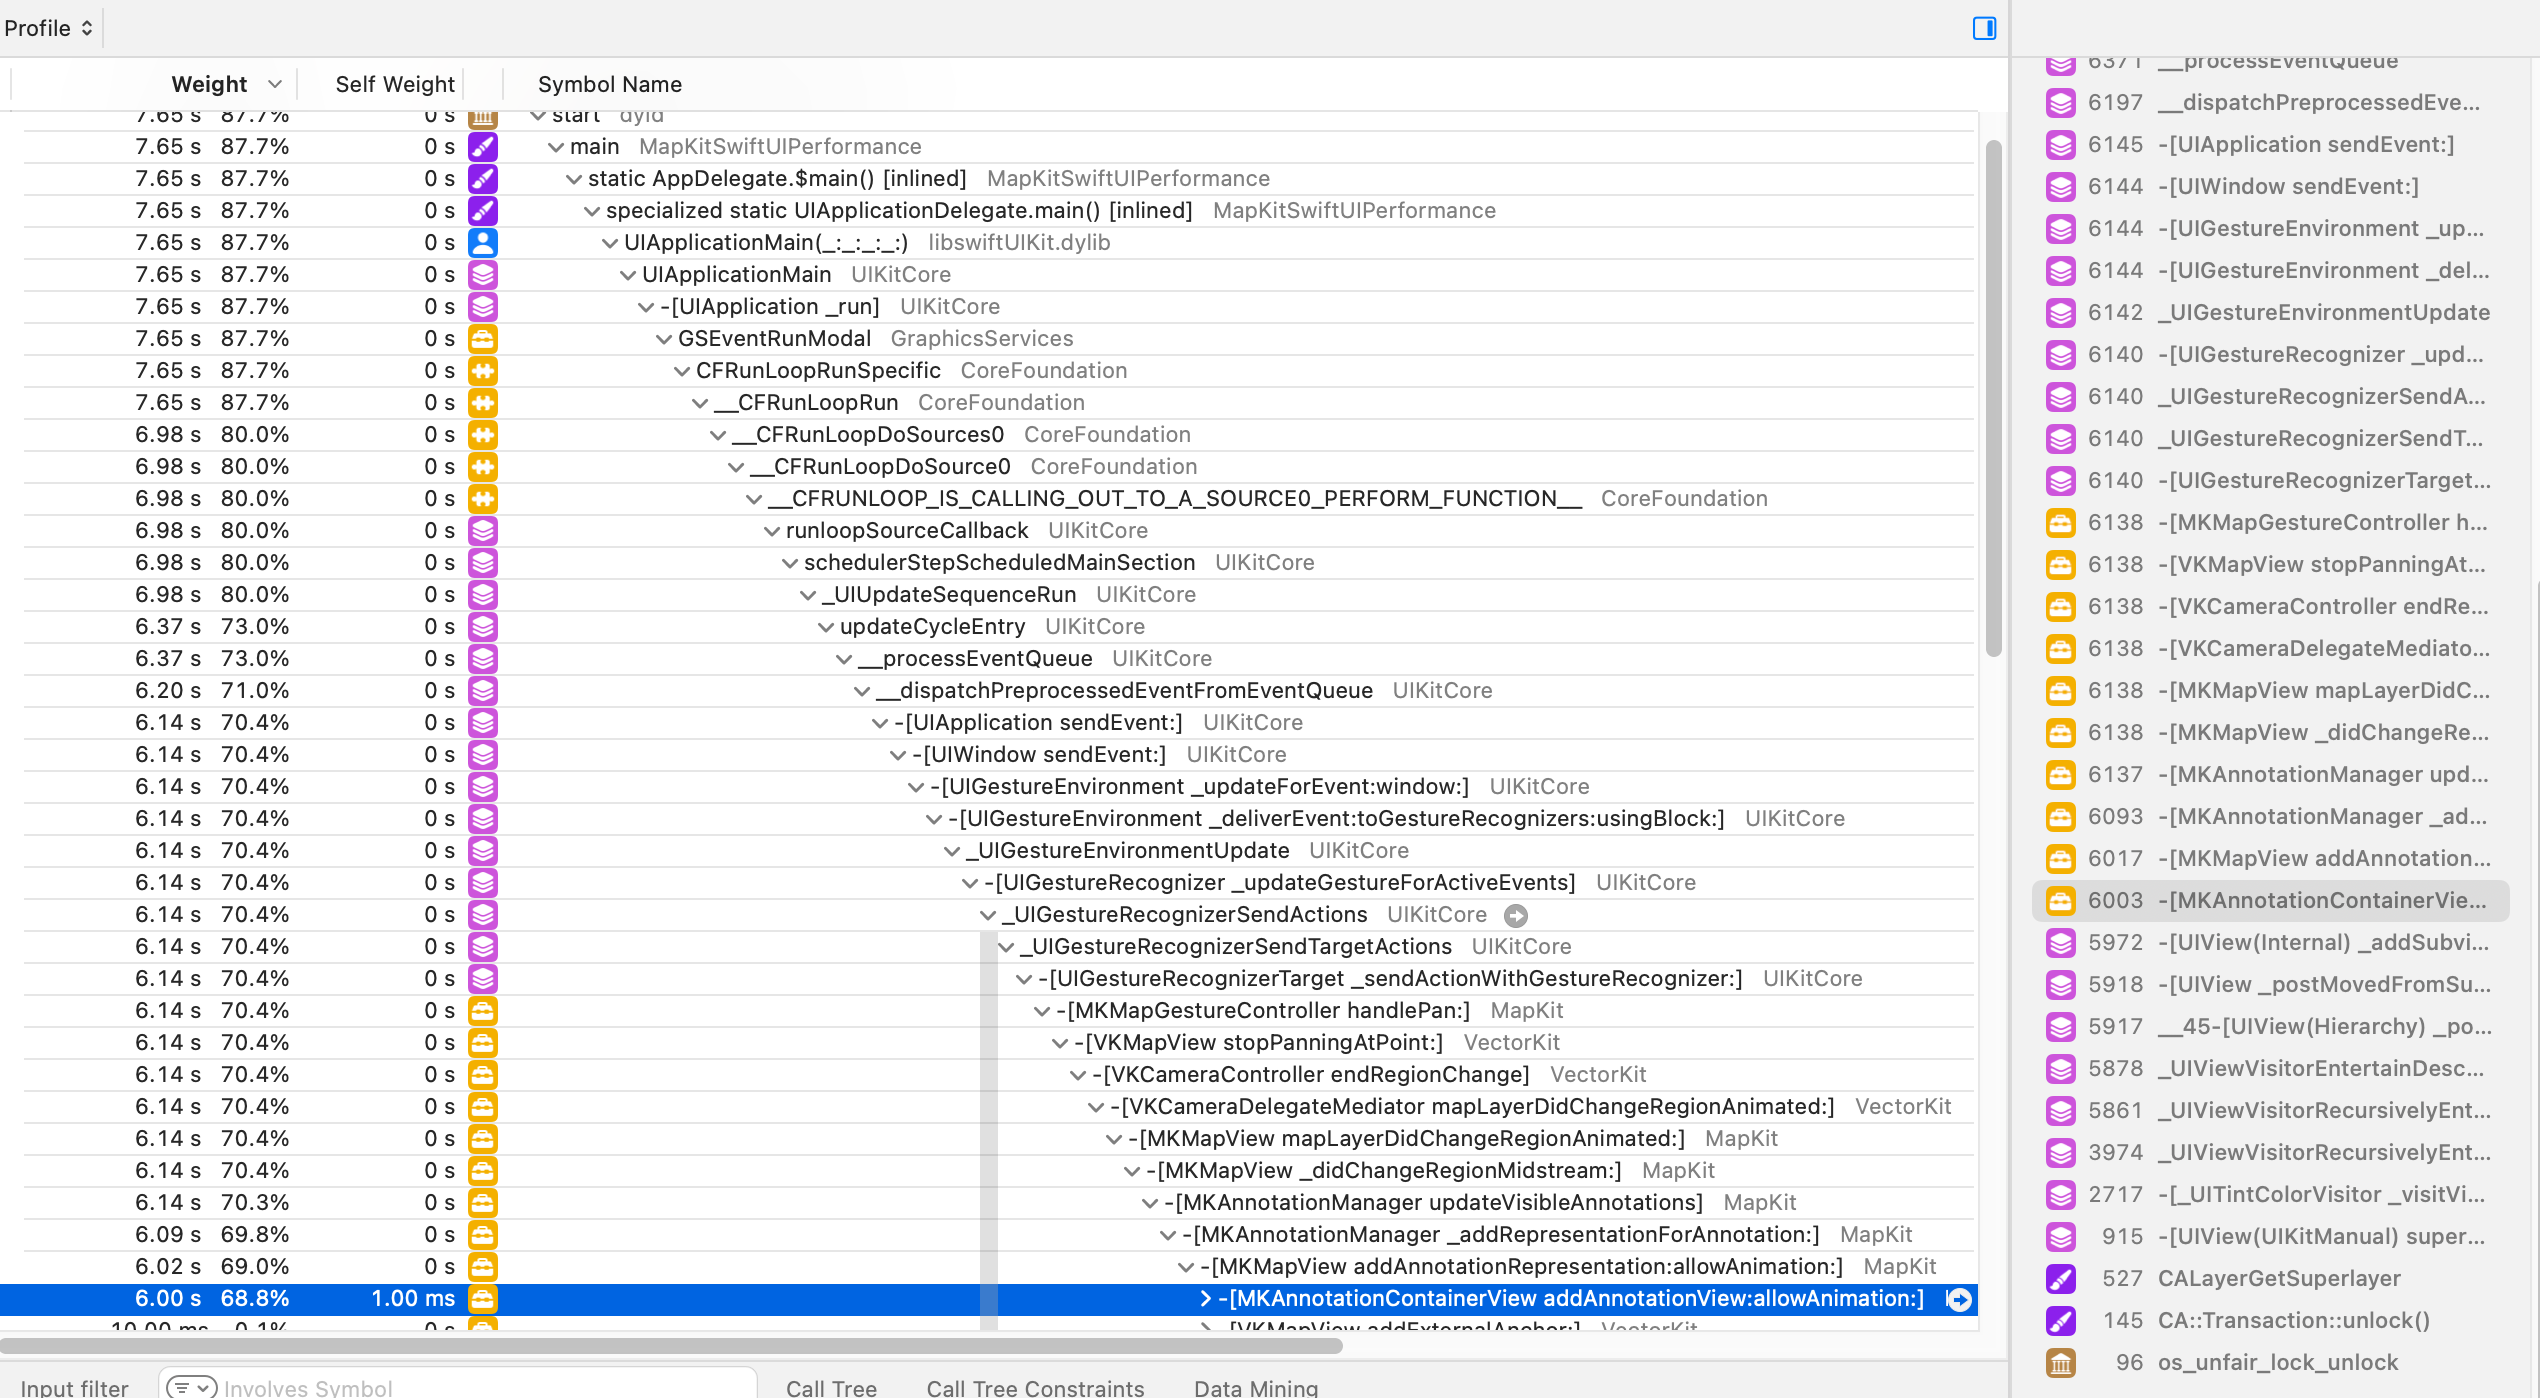 Profile
Weight Self Weight Symbol Name
7.65 s 87.7% 0 s start dyld
7.65 s 87.7% 0 s main MapKitSwiftUIPerformance
7.65 s 87.7% 0 s static AppDelegate.$main() [inlined] MapKitSwiftUIPerformance
7.65 s 87.7% 0 s specialized static UIApplicationDelegate.main() [inlined] MapKitSwiftUIPerformance
7.65 s 87.7% 0 s UIApplicationMain(_:_:_:_:) libswiftUIKit.dylib
7.65 s 87.7% 0 s UIApplicationMain UIKitCore
7.65 s 87.7% 0 s -[UIApplication _run] UIKitCore
7.65 s 87.7% 0 s GSEventRunModal GraphicsServices
7.65 s 87.7% 0 s CFRunLoopRunSpecific CoreFoundation
7.65 s 87.7% 0 s __CFRunLoopRun CoreFoundation
6.98 s 80.0% 0 s __CFRunLoopDoSources0 CoreFoundation
6.98 s 80.0% 0 s __CFRunLoopDoSource0 CoreFoundation
6.98 s 80.0% 0 s __CFRUNLOOP_IS_CALLING_OUT_TO_A_SOURCE0_PERFORM_FUNCTION__ CoreFoundation
6.98 s 80.0% 0 s runloopSourceCallback UIKitCore
6.98 s 80.0% 0 s schedulerStepScheduledMainSection UIKitCore
6.98 s 80.0% 0 s _UIUpdateSequenceRun UIKitCore
6.37 s 73.0% 0 s updateCycleEntry UIKitCore
6.37 s 73.0% 0 s __processEventQueue UIKitCore
6.20 s 71.0% 0 s __dispatchPreprocessedEventFromEventQueue UIKitCore
6.14 s 70.4% 0 s -[UIApplication sendEvent:] UIKitCore
6.14 s 70.4% 0 s -[UIWindow sendEvent:] UIKitCore
6.14 s 70.4% 0 s -[UIGestureEnvironment _updateForEvent:window:] UIKitCore
6.14 s 70.4% 0 s -[UIGestureEnvironment _deliverEvent:toGestureRecognizers:usingBlock:] UIKitCore
6.14 s 70.4% 0 s _UIGestureEnvironmentUpdate UIKitCore
6.14 s 70.4% 0 s -[UIGestureRecognizer _updateGestureForActiveEvents] UIKitCore
6.14 s 70.4% 0 s _UIGestureRecognizerSendActions UIKitCore
6.14 s 70.4% 0 s _UIGestureRecognizerSendTargetActions UIKitCore
6.14 s 70.4% 0 s -[UIGestureRecognizerTarget _sendActionWithGestureRecognizer:] UIKitCore
6.14 s 70.4% 0 s -[MKMapGestureController handlePan:] MapKit
6.14 s 70.4% 0 s -[VKMapView stopPanningAtPoint:] VectorKit
6.14 s 70.4% 0 s -[VKCameraController endRegionChange] VectorKit
6.14 s 70.4% 0 s -[VKCameraDelegateMediator mapLayerDidChangeRegionAnimated:] VectorKit
6.14 s 70.4% 0 s -[MKMapView mapLayerDidChangeRegionAnimated:] MapKit
6.14 s 70.4% 0 s -[MKMapView _didChangeRegionMidstream:] MapKit
6.14 s 70.3% 0 s -[MKAnnotationManager updateVisibleAnnotations] MapKit
6.09 s 69.8% 0 s -[MKAnnotationManager _addRepresentationForAnnotation:] MapKit
6.02 s 69.0% 0 s -[MKMapView addAnnotationRepresentation:allowAnimation:] MapKit
6.00 s 68.8% 1.00 ms -[MKAnnotationContainerView addAnnotationView:allowAnimation:]
10.00 ms 0.1% 0 s -[VKMapView addExternalAnchor:] VectorKit
Input filter Involves Symbol Call Tree Call Tree Constraints Data Mining
6371 __processEventQueue
6197 __dispatchPreprocessedEve...
6145 -[UIApplication sendEvent:]
6144 -[UIWindow sendEvent:]
6144 -[UIGestureEnvironment _up...
6144 -[UIGestureEnvironment _del...
6142 _UIGestureEnvironmentUpdate
6140 -[UIGestureRecognizer _upd...
6140 _UIGestureRecognizerSendA...
6140 _UIGestureRecognizerSendT...
6140 -[UIGestureRecognizerTarget...
6138 -[MKMapGestureController h...
6138 -[VKMapView stopPanningAt...
6138 -[VKCameraController endRe...
6138 -[VKCameraDelegateMediato...
6138 -[MKMapView mapLayerDidC...
6138 -[MKMapView _didChangeRe...
6137 -[MKAnnotationManager upd...
6093 -[MKAnnotationManager _ad...
6017 -[MKMapView addAnnotation...
6003 -[MKAnnotationContainerVie...
5972 -[UIView(Internal) _addSubvi...
5918 -[UIView _postMovedFromSu...
5917 __45-[UIView(Hierarchy) _po...
5878 _UIViewVisitorEntertainDesc...
5861 _UIViewVisitorRecursivelyEnt...
3974 _UIViewVisitorRecursivelyEnt...
2717 -[_UITintColorVisitor _visitVi...
915 -[UIView(UIKitManual) super...
527 CALayerGetSuperlayer
145 CA::Transaction::unlock()
96 os_unfair_lock_unlock